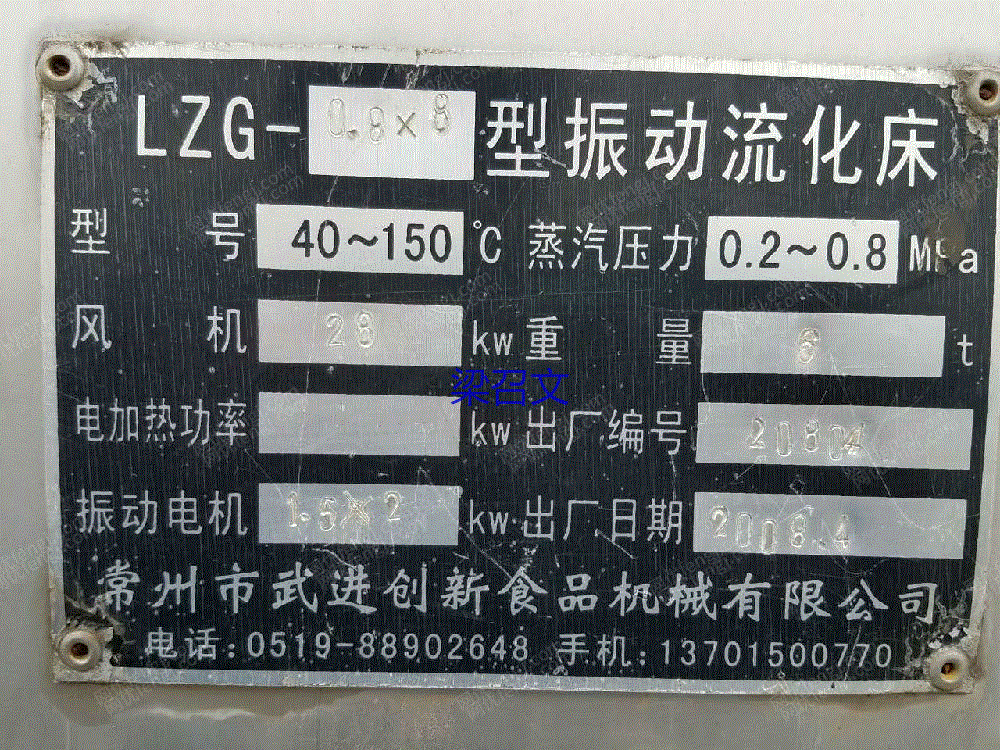 LZG-0.8×8型振动流化床
型号 40~150 ℃ 蒸汽压力 0.2~0.8 MPa
风机 28 kw 重量 6 t
梁召文
电加热功率 kw 出厂编号 20804
振动电机 1.5×2 kw 出厂日期 2008.4
常州市武进创新食品机械有限公司
电话:0519-88902648 手机:13701500770